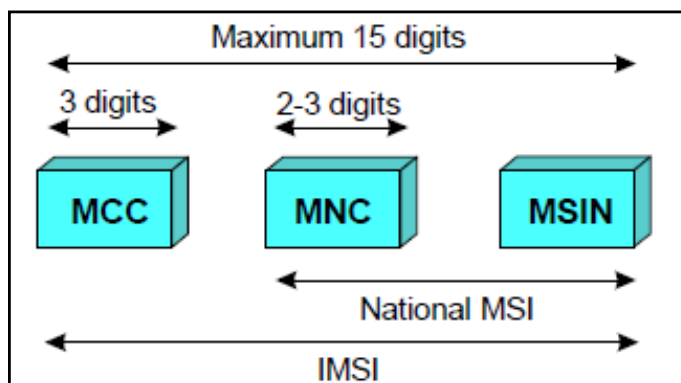 Maximum 15 digits
3 digits 2-3 digits
MCC MNC MSIN
National MSI
IMSI